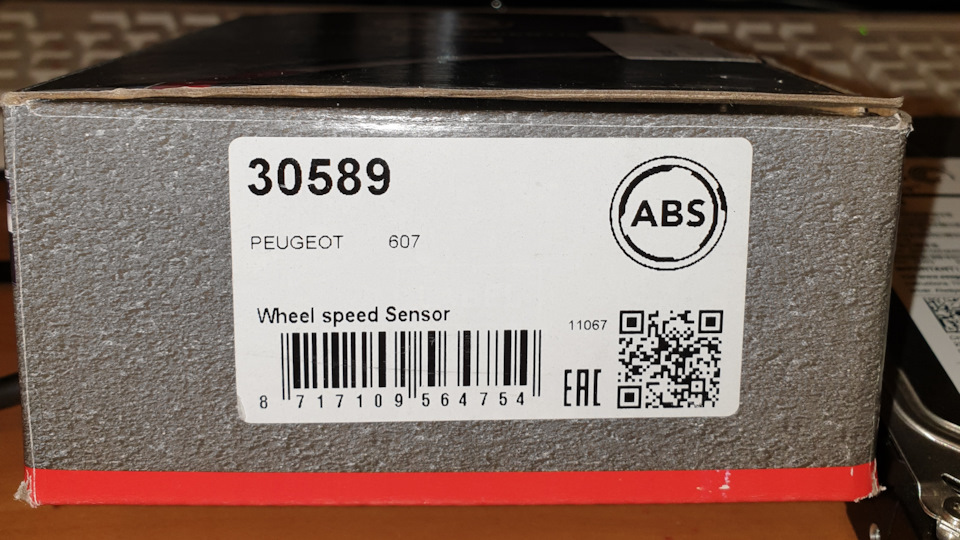 30589
ABS
PEUGEOT 607
Wheel speed Sensor
11067
EAC
8 717109 564754